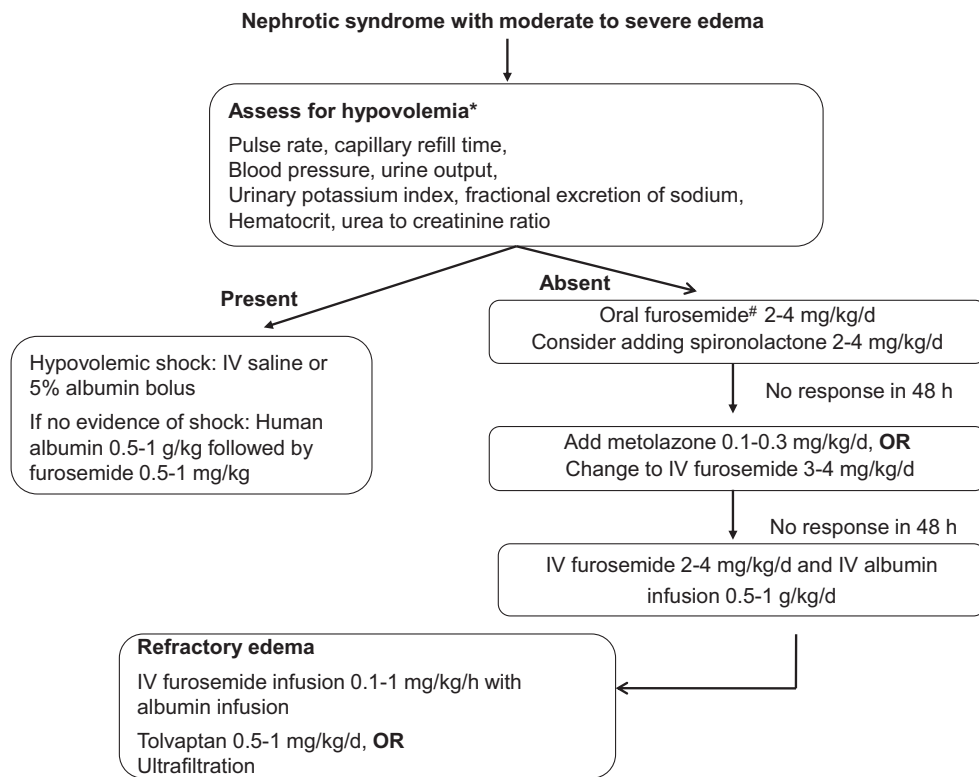 Nephrotic syndrome with moderate to severe edema
Assess for hypovolemia*
Pulse rate, capillary refill time,
Blood pressure, urine output,
Urinary potassium index, fractional excretion of sodium,
Hematocrit, urea to creatinine ratio
Present
Absent
Hypovolemic shock: IV saline or
5% albumin bolus
If no evidence of shock: Human
albumin 0.5-1 g/kg followed by
furosemide 0.5-1 mg/kg
Oral furosemide# 2-4 mg/kg/d
Consider adding spironolactone 2-4 mg/kg/d
No response in 48 h
Add metolazone 0.1-0.3 mg/kg/d, OR
Change to IV furosemide 3-4 mg/kg/d
No response in 48 h
IV furosemide 2-4 mg/kg/d and IV albumin
infusion 0.5-1 g/kg/d
Refractory edema
IV furosemide infusion 0.1-1 mg/kg/h with
albumin infusion
Tolvaptan 0.5-1 mg/kg/d, OR
Ultrafiltration